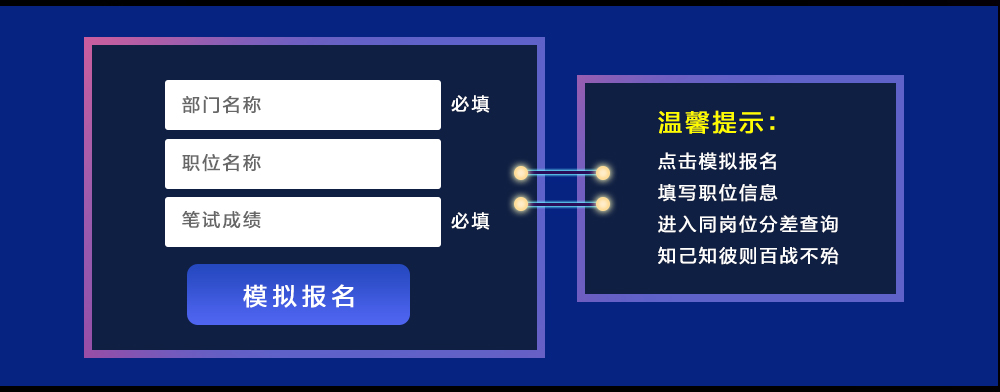 部门名称 必填
职位名称
笔试成绩 必填
模拟报名
温馨提示：
点击模拟报名
填写职位信息
进入同岗位分差查询
知己知彼则百战不殆